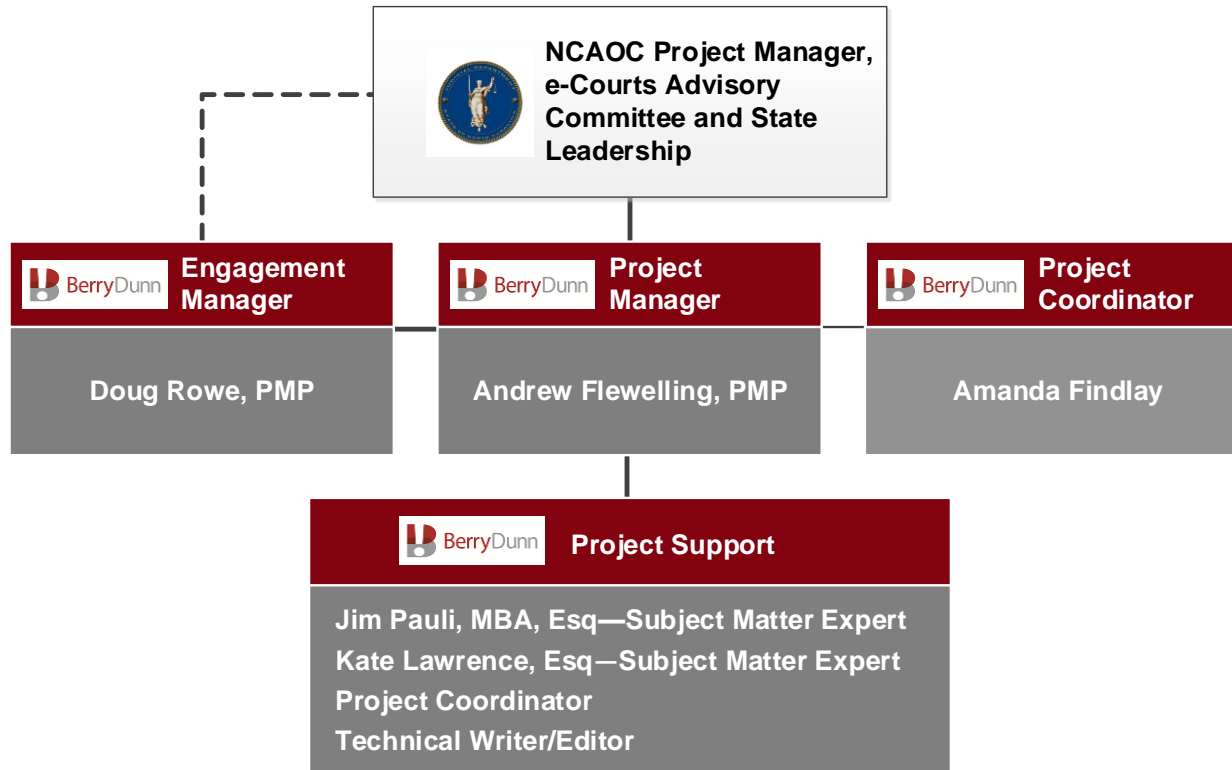 NCAOC Project Manager,
e-Courts Advisory
Committee and State
Leadership
BerryDunn
Engagement
Manager
Doug Rowe, PMP
BerryDunn
Project
Manager
Andrew Flewelling, PMP
BerryDunn
Project
Coordinator
Amanda Findlay
BerryDunn
Project Support
Jim Pauli, MBA, Esq—Subject Matter Expert
Kate Lawrence, Esq—Subject Matter Expert
Project Coordinator
Technical Writer/Editor